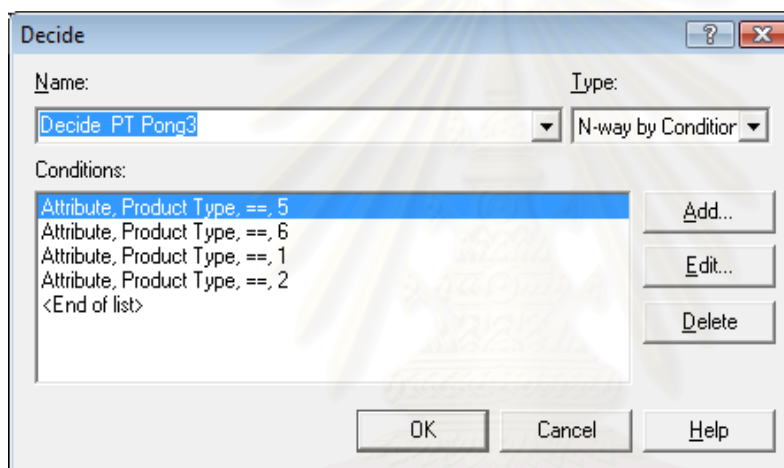 Decide
Name:
Type:
Decide PT Pong3
N-way by Condition
Conditions:
Attribute, Product Type, ==, 5
Attribute, Product Type, ==, 6
Attribute, Product Type, ==, 1
Attribute, Product Type, ==, 2
<End of list>
Add...
Edit...
Delete
OK
Cancel
Help